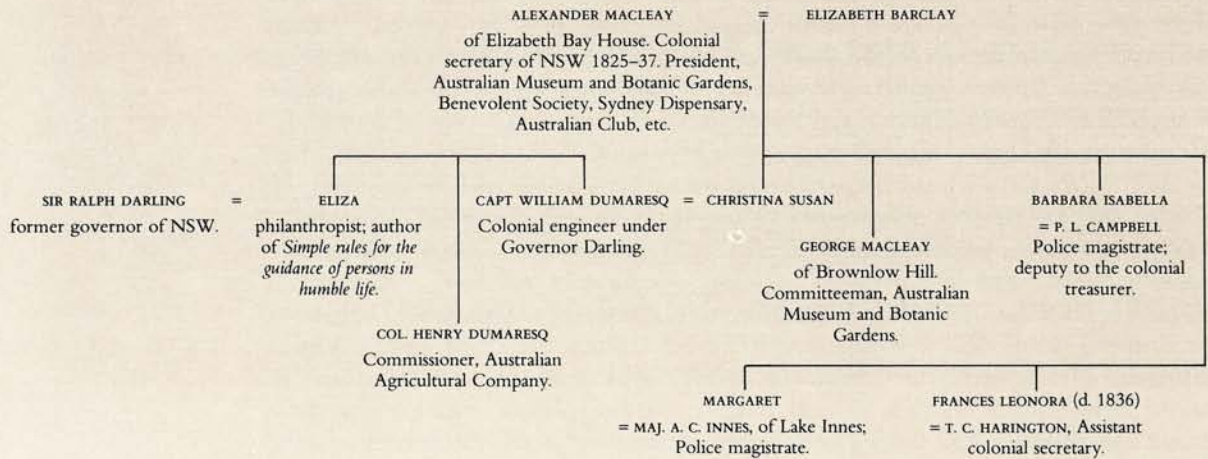 ALEXANDER MACLEAY = ELIZABETH BARCLAY
of Elizabeth Bay House. Colonial
secretary of NSW 1825–37. President,
Australian Museum and Botanic Gardens,
Benevolent Society, Sydney Dispensary,
Australian Club, etc.
SIR RALPH DARLING = ELIZA
former governor of NSW.
philanthropist; author
of Simple rules for the
guidance of persons in
humble life.
COL. HENRY DUMARESQ
Commissioner, Australian
Agricultural Company.
CAPT WILLIAM DUMARESQ = CHRISTINA SUSAN
Colonial engineer under
Governor Darling.
GEORGE MACLEAY
of Brownlow Hill.
Committeeman, Australian
Museum and Botanic
Gardens.
BARBARA ISABELLA
= P. L. CAMPBELL
Police magistrate;
deputy to the colonial
treasurer.
MARGARET
= MAJ. A. C. INNES, of Lake Innes;
Police magistrate.
FRANCES LEONORA (d. 1836)
= T. C. HARINGTON, Assistant
colonial secretary.